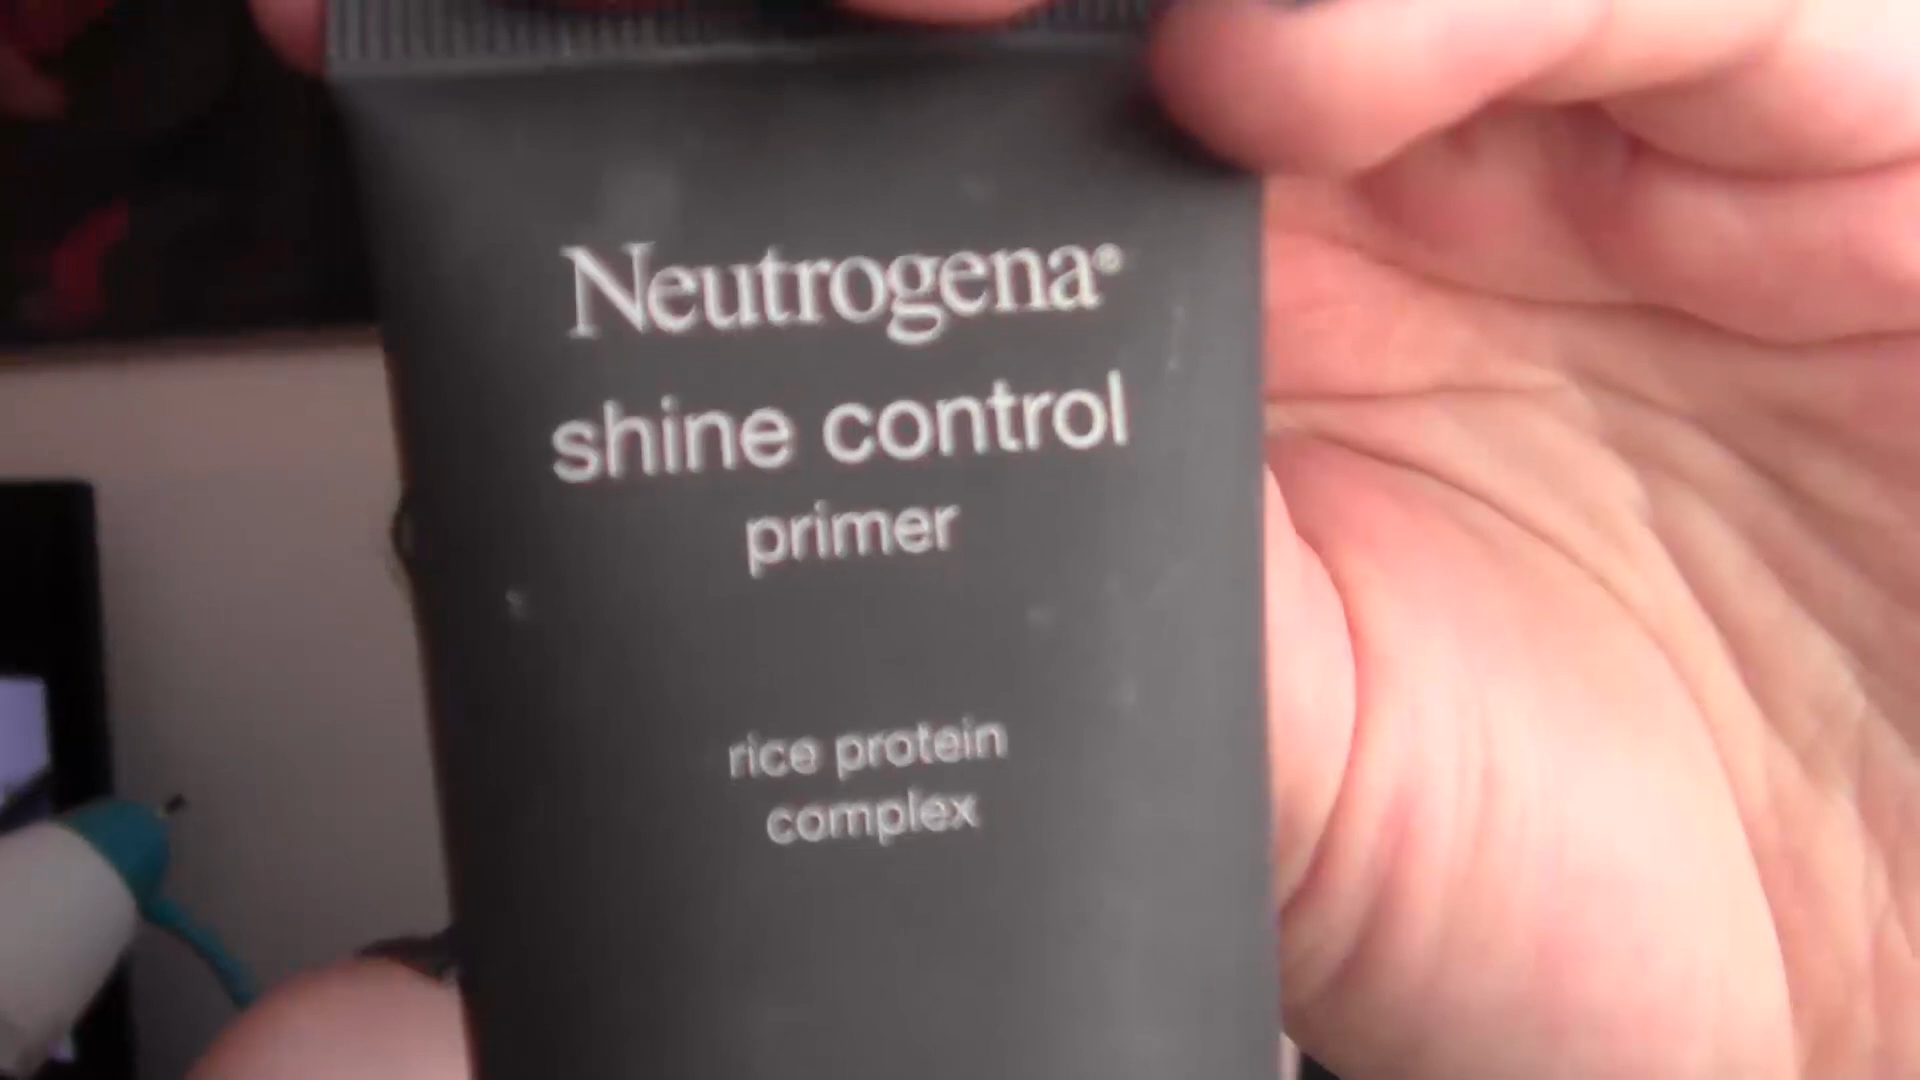 Neutrogena®
shine control
primer
rice protein
complex